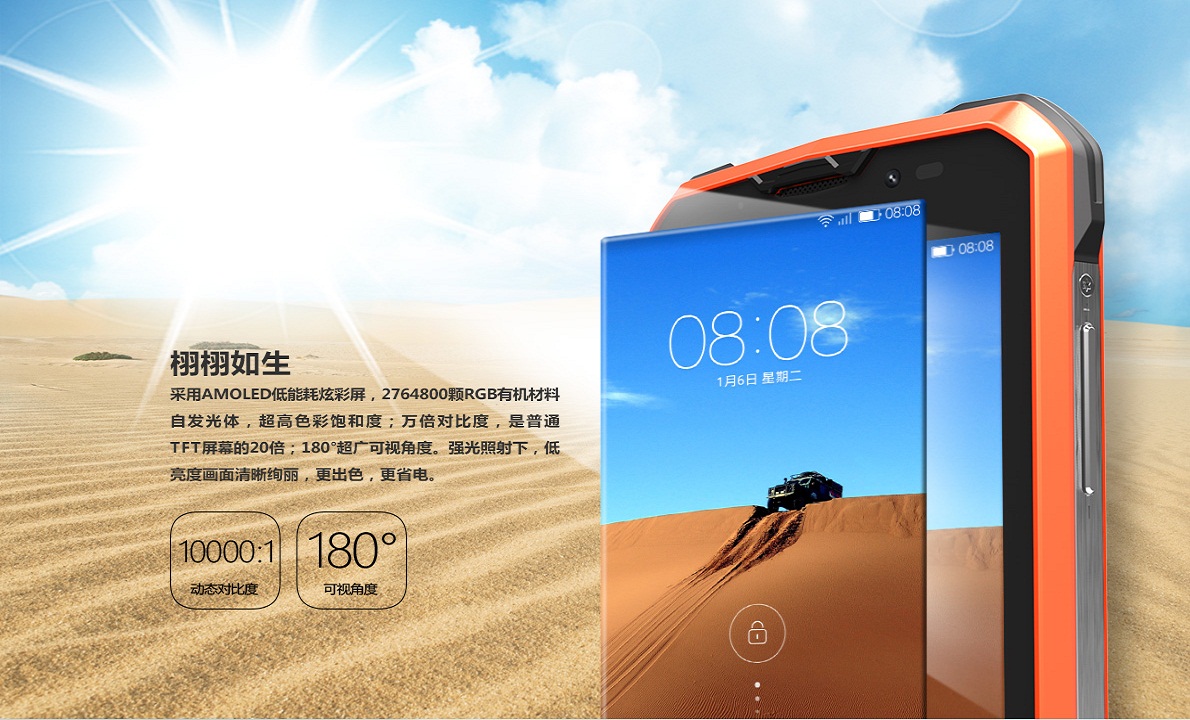 08:08
08:08
08:08
1月6日 星期二
栩栩如生
采用AMOLED低能耗炫彩屏，2764800颗RGB有机材料
自发光体，超高色彩饱和度；万倍对比度，是普通
TFT屏幕的20倍；180°超广可视角度。强光照射下，低
亮度画面清晰绚丽，更出色，更省电。
10000:1
动态对比度
180°
可视角度